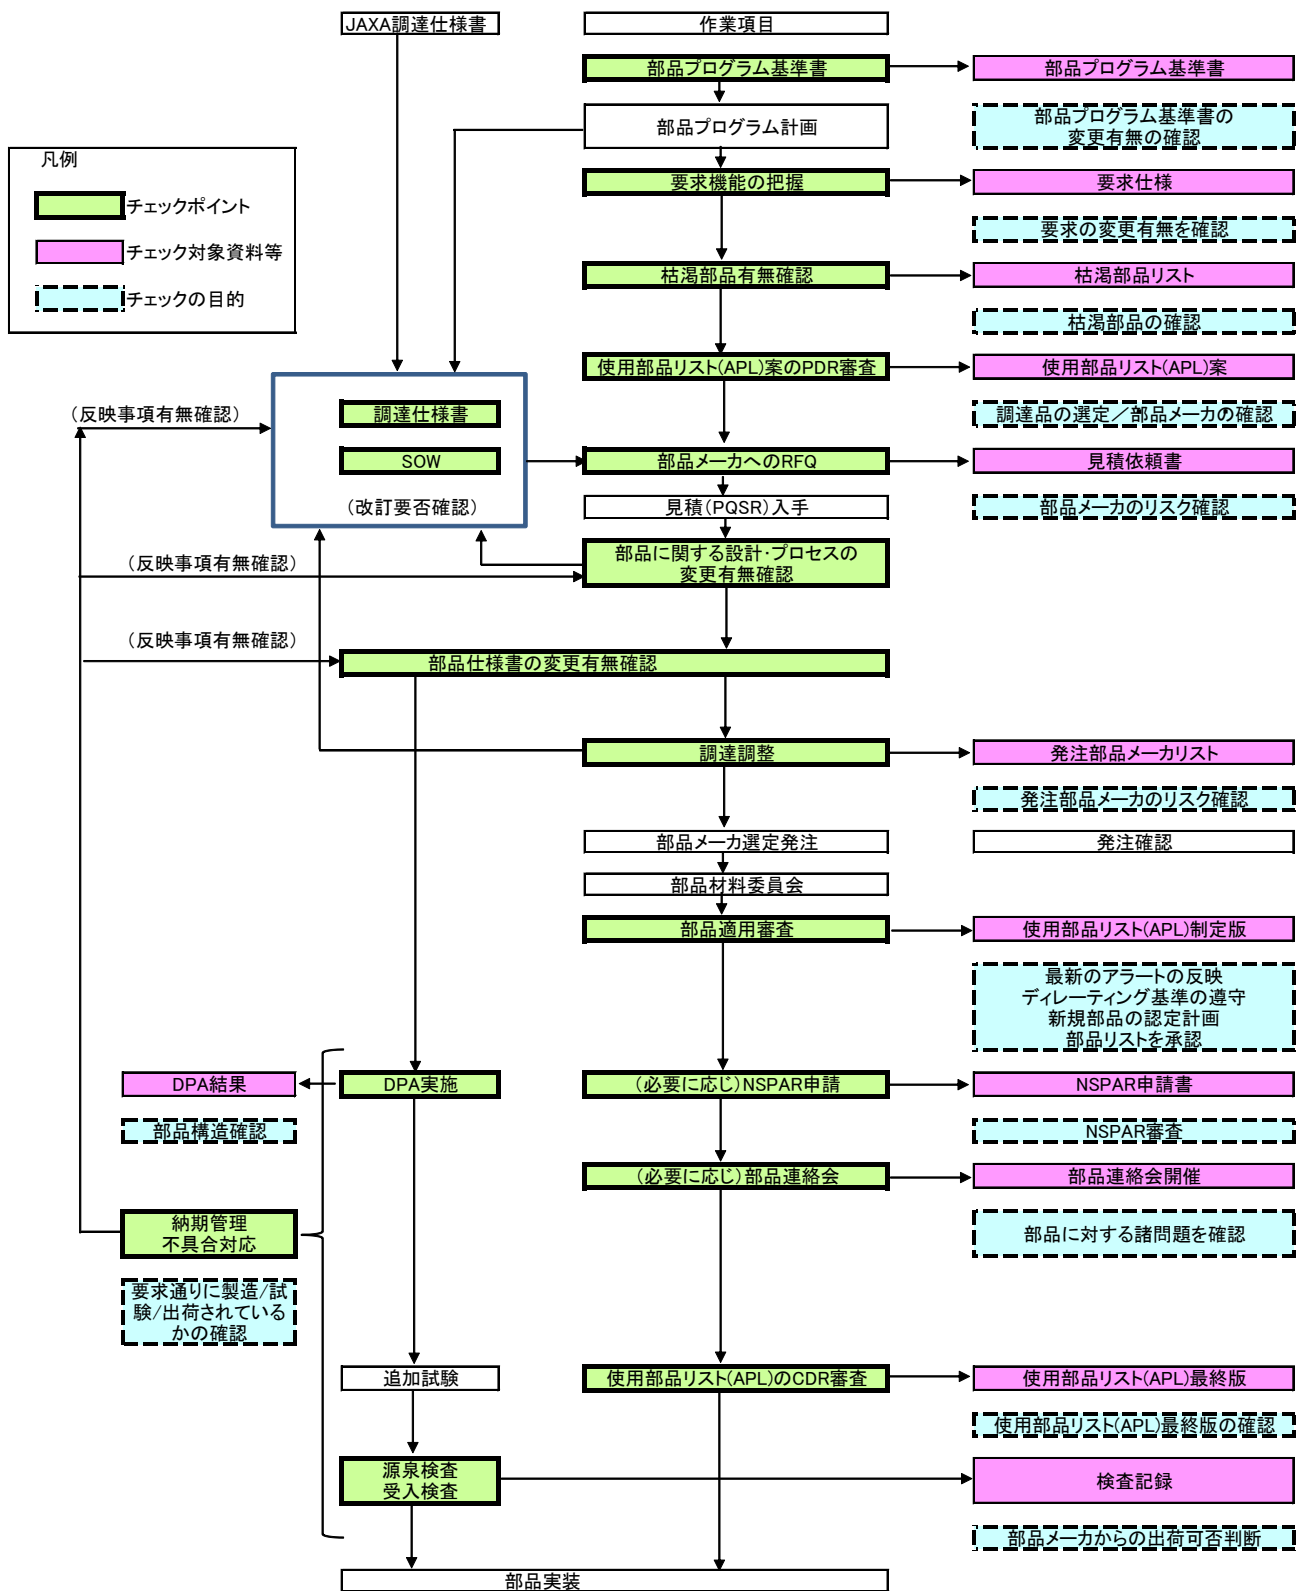 JAXA調達仕様書
作業項目
部品プログラム基準書
部品プログラム基準書
部品プログラム計画
部品プログラム基準書の
変更有無の確認
凡例
チェックポイント
チェック対象資料等
チェックの目的
要求機能の把握
要求仕様
要求の変更有無を確認
枯渇部品有無確認
枯渇部品リスト
枯渇部品の確認
使用部品リスト(APL)案のPDR審査
使用部品リスト(APL)案
(反映事項有無確認)
調達仕様書
調達品の選定/部品メーカの確認
SOW
部品メーカへのRFQ
見積依頼書
(改訂要否確認)
見積(PQSR)入手
部品メーカのリスク確認
(反映事項有無確認)
部品に関する設計・プロセスの
変更有無確認
(反映事項有無確認)
部品仕様書の変更有無確認
調達調整
発注部品メーカリスト
発注部品メーカのリスク確認
部品メーカ選定発注
発注確認
部品材料委員会
部品適用審査
使用部品リスト(APL)制定版
最新のアラートの反映
ディレーティング基準の遵守
新規部品の認定計画
部品リストを承認
DPA結果
DPA実施
(必要に応じ)NSPAR申請
NSPAR申請書
部品構造確認
NSPAR審査
(必要に応じ)部品連絡会
部品連絡会開催
納期管理
不具合対応
部品に対する諸問題を確認
要求通りに製造/試
験/出荷されている
かの確認
追加試験
使用部品リスト(APL)のCDR審査
使用部品リスト(APL)最終版
使用部品リスト(APL)最終版の確認
源泉検査
受入検査
検査記録
部品メーカからの出荷可否判断
部品実装